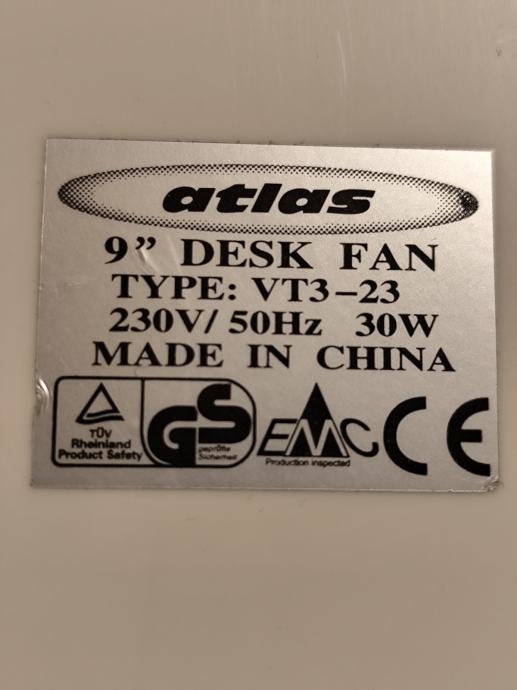 atlas
9” DESK FAN
TYPE: VT3-23
230V/ 50Hz 30W
MADE IN CHINA
TÜV
Rheinland
Product Safety
GS
geprüfte
Sicherheit
EMC
Production inspected
CE